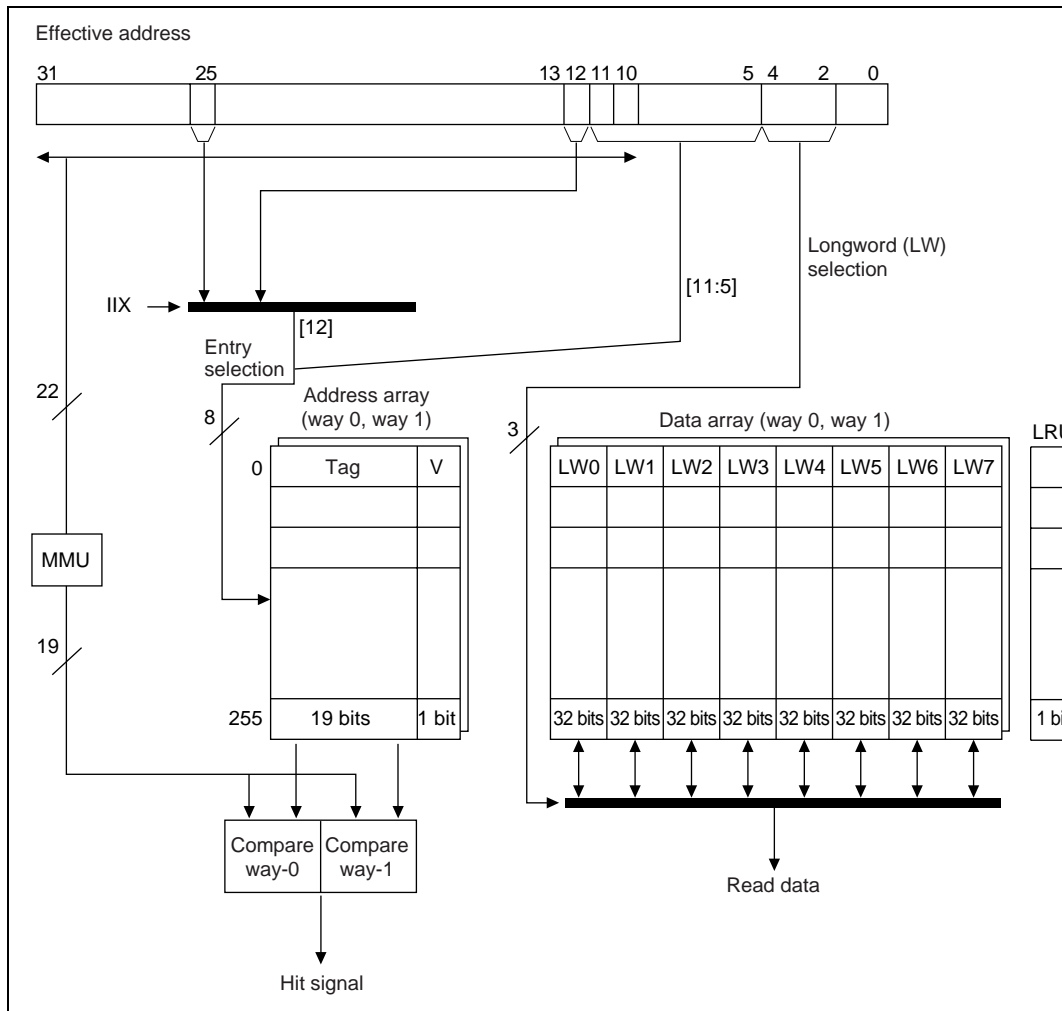 Effective address
31 25 13 12 11 10 5 4 2 0
Longword (LW)
selection
[11:5]
IIX
[12]
Entry
selection
22
8
Address array
(way 0, way 1)
3
Data array (way 0, way 1)
0 Tag V
LW0 LW1 LW2 LW3 LW4 LW5 LW6 LW7
MMU
19
255 19 bits 1 bit
32 bits 32 bits 32 bits 32 bits 32 bits 32 bits 32 bits 32 bits
Compare
way-0
Compare
way-1
Read data
Hit signal